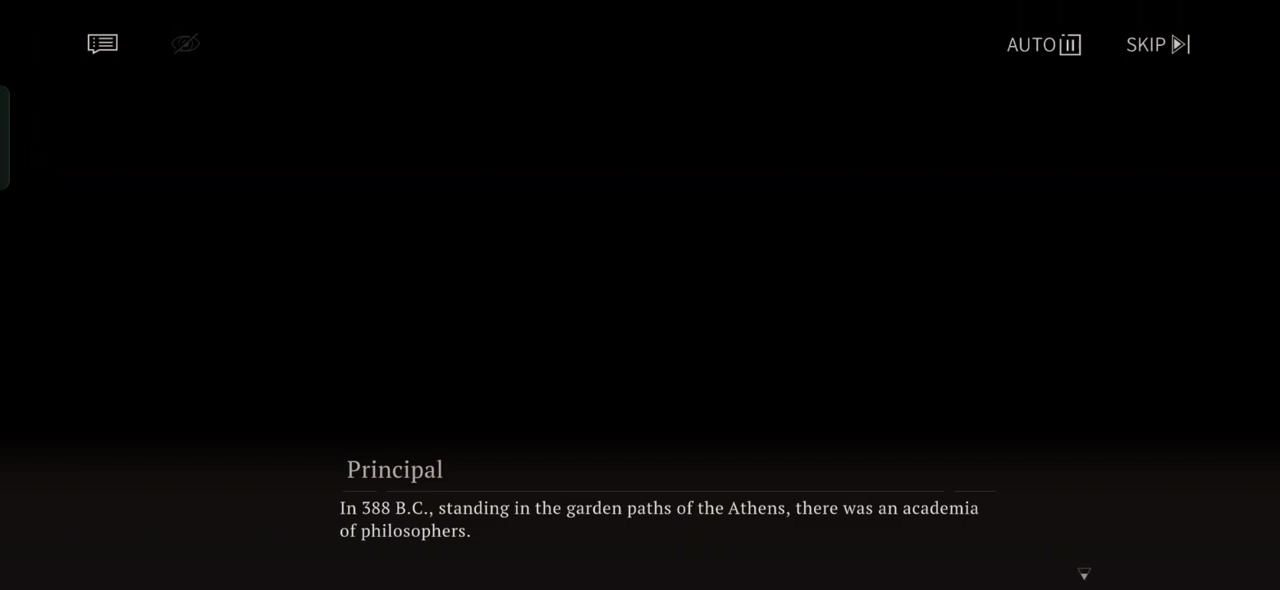 AUTO SKIP
Principal
In 388 B.C., standing in the garden paths of the Athens, there was an academia
of philosophers.